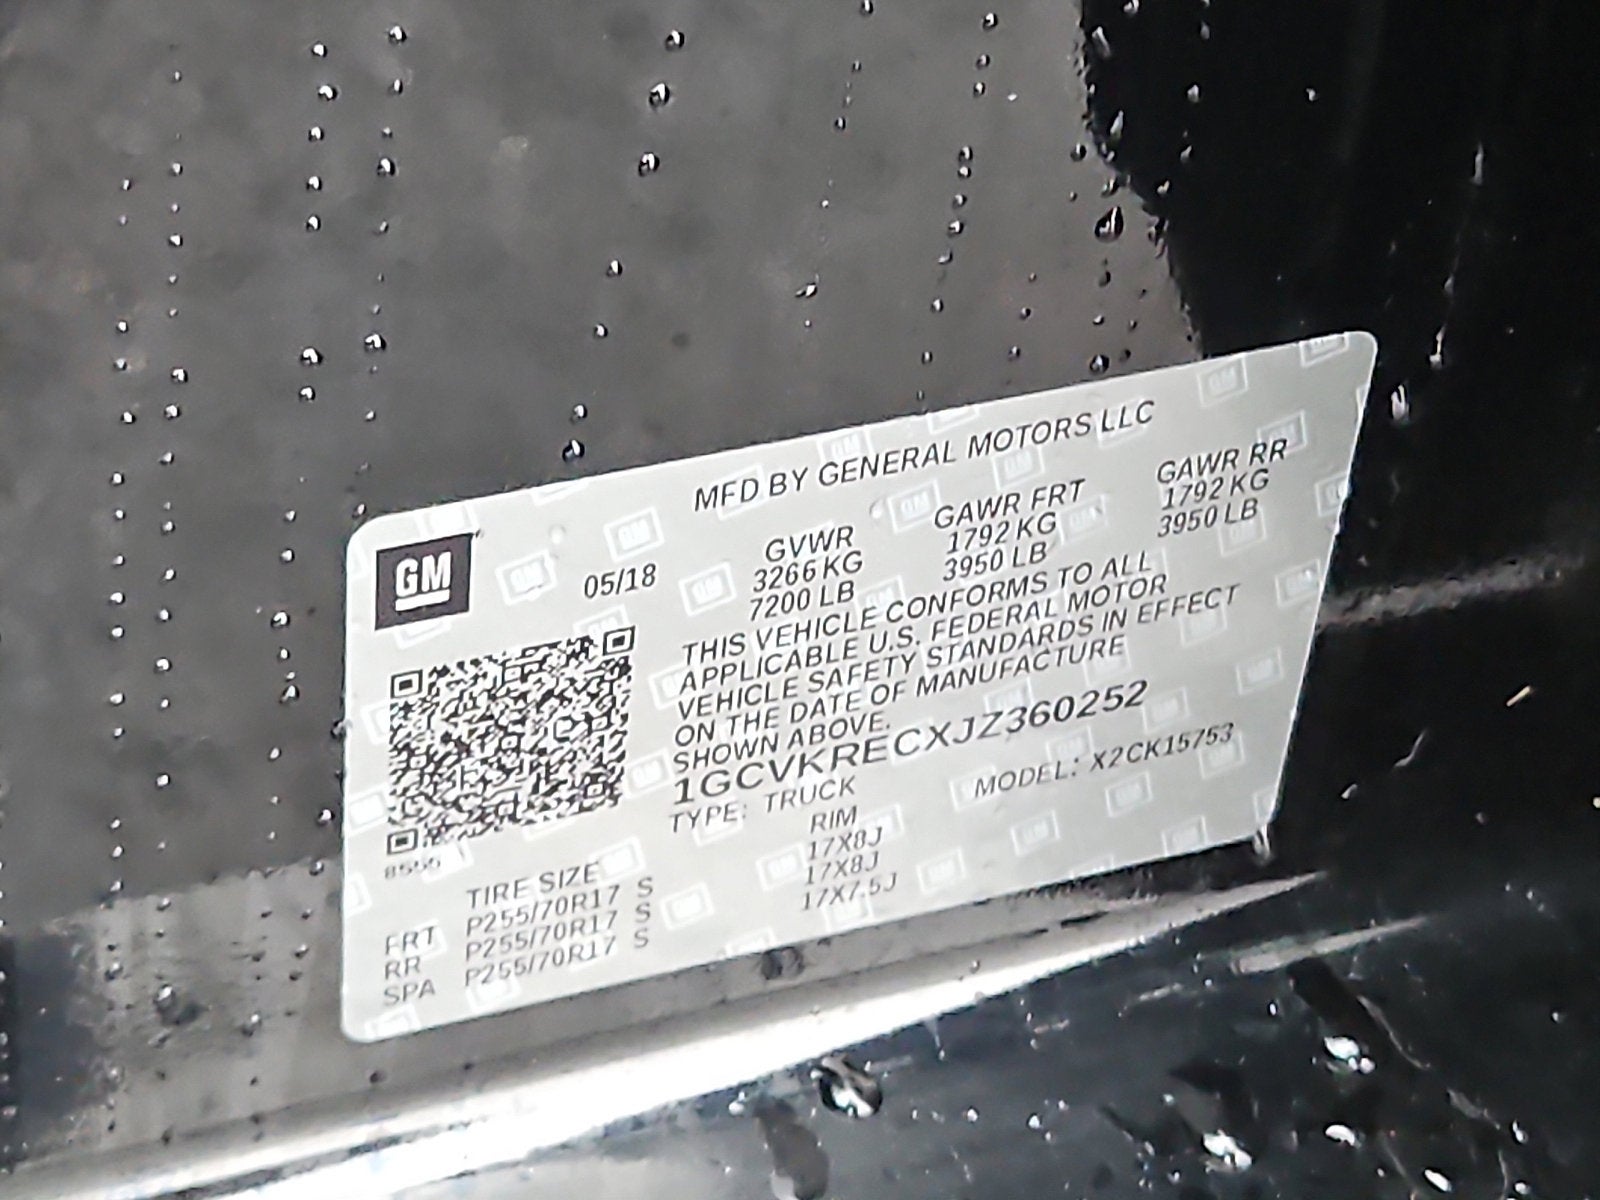 MFD BY GENERAL MOTORS LLC
GM
05/18
GVWR GAWR FRT GAWR RR
3266 KG 1792 KG 1792 KG
7200 LB 3950 LB 3950 LB
THIS VEHICLE CONFORMS TO ALL
APPLICABLE U.S. FEDERAL MOTOR
VEHICLE SAFETY STANDARDS IN EFFECT
ON THE DATE OF MANUFACTURE
SHOWN ABOVE.
1GCVKRECXJZ360252
TYPE: TRUCK MODEL: X2CK15753
TIRE SIZE RIM
FRT P255/70R17 S 17X8J
RR P255/70R17 S 17X8J
SPA P255/70R17 S 17X7.5J